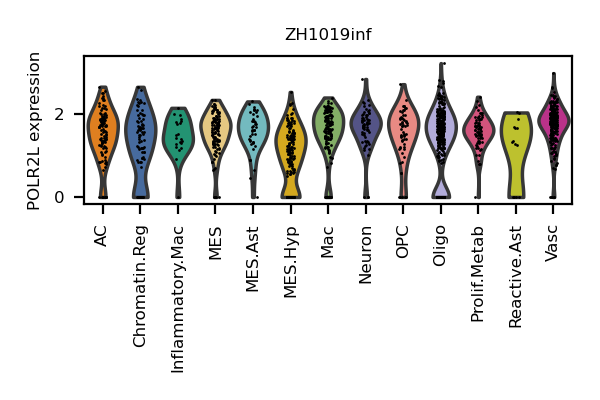 ZH1019inf
POLR2L expression
2
0
AC
Chromatin.Reg
Inflammatory.Mac
MES
MES.Ast
MES.Hyp
Mac
Neuron
OPC
Oligo
Prolif.Metab
Reactive.Ast
Vasc